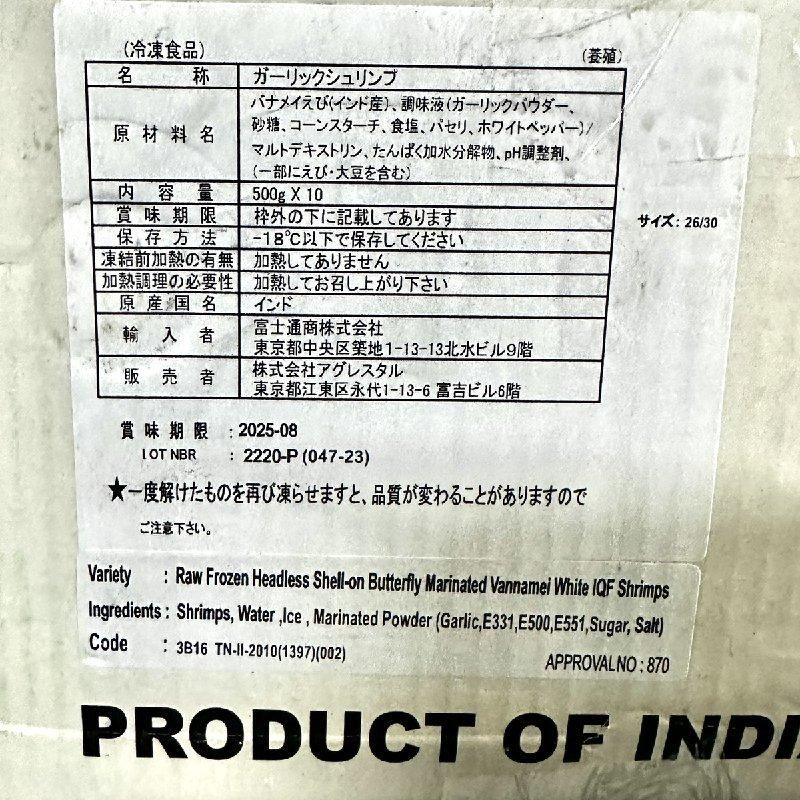 (冷凍食品)
(養殖)
名 称 ガーリックシュリンプ
原材料名 バナメイえび(インド産)、調味液(ガーリックパウダー、
砂糖、コーンスターチ、食塩、パセリ、ホワイトペッパー)/
マルトデキストリン、たんぱく加水分解物、pH調整剤、
(一部にえび・大豆を含む)
内容量 500g X 10
賞味期限 枠外の下に記載してあります
サイズ: 26/30
保存方法 -18℃以下で保存してください
凍結前加熱の有無 加熱してありません
加熱調理の必要性 加熱してお召し上がり下さい
原産国名 インド
輸入者 富士通商株式会社
東京都中央区築地1-13-13北水ビル9階
販売者 株式会社アグレスタル
東京都江東区永代1-13-6 富吉ビル6階
賞味期限 : 2025-08
LOT NBR : 2220-P (047-23)
★一度解けたものを再び凍らせますと、品質が変わることがありますので
ご注意下さい。
Variety : Raw Frozen Headless Shell-on Butterfly Marinated Vannamei White IQF Shrimps
Ingredients : Shrimps, Water ,Ice , Marinated Powder (Garlic,E331,E500,E551,Sugar, Salt)
Code : 3B16 TN-II-2010(1397)(002)
APPROVAL NO : 870
PRODUCT OF INDIA